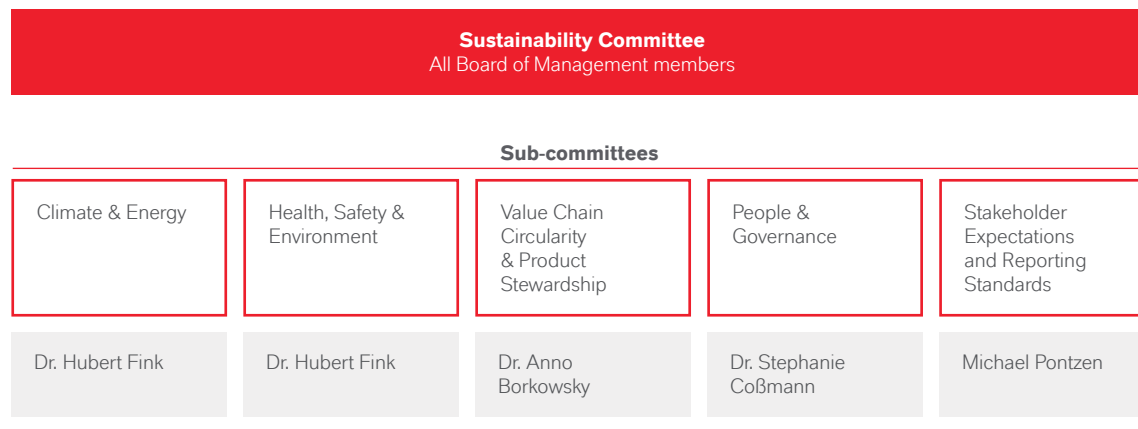 Sustainability Committee
All Board of Management members
Sub-committees
Climate & Energy
Health, Safety &
Environment
Value Chain
Circularity
& Product
Stewardship
People &
Governance
Stakeholder
Expectations
and Reporting
Standards
Dr. Hubert Fink
Dr. Hubert Fink
Dr. Anno
Borkowsky
Dr. Stephanie
Coßmann
Michael Pontzen